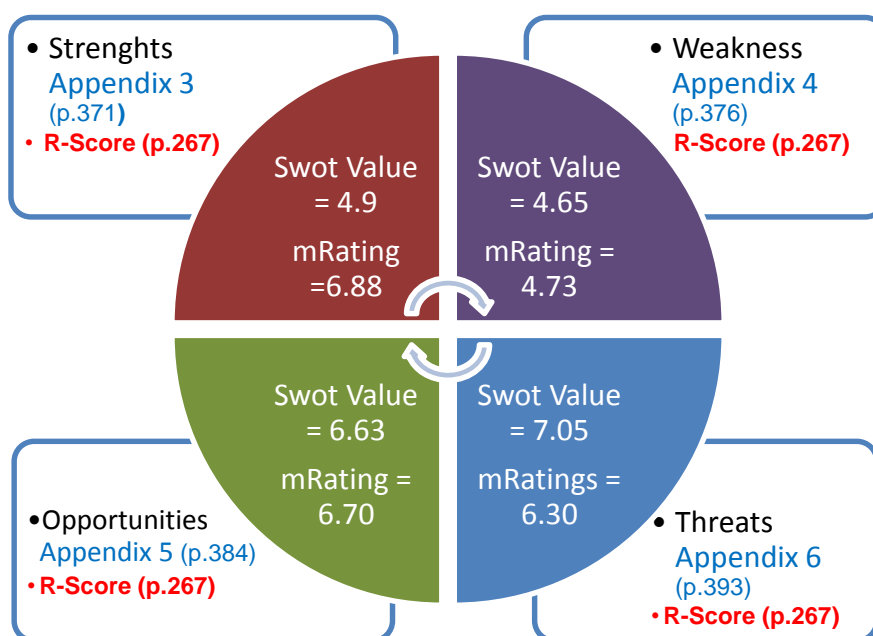 • Strenghts
Appendix 3
(p.371)
• R-Score (p.267)
Swot Value
= 4.9
mRating
=6.88
• Weakness
Appendix 4
(p.376)
R-Score (p.267)
Swot Value
= 4.65
mRating =
4.73
Swot Value
= 6.63
mRating =
6.70
•Opportunities
Appendix 5 (p.384)
• R-Score (p.267)
Swot Value
= 7.05
mRatings =
6.30
• Threats
Appendix 6
(p.393)
• R-Score (p.267)